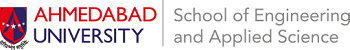 AHMEDABAD
UNIVERSITY
School of Engineering
and Applied Science